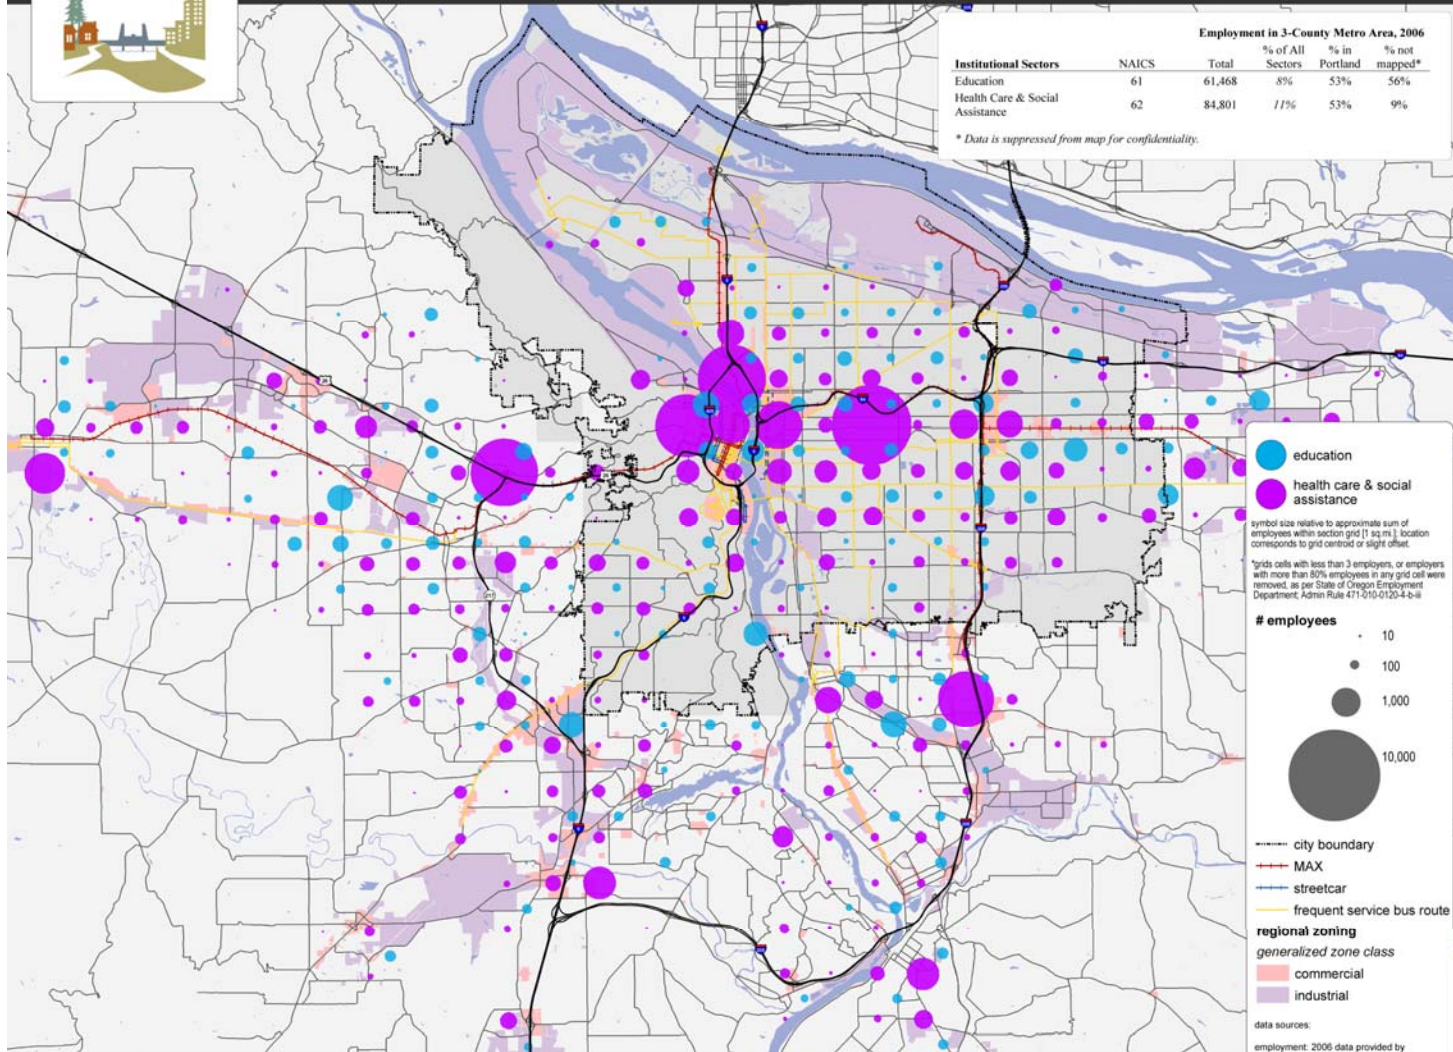 Employment in 3-County Metro Area, 2006
Institutional Sectors NAICS Total % of All Sectors % in Portland % not mapped*
Education 61 61,468 8% 53% 56%
Health Care & Social Assistance 62 84,801 11% 53% 9%
* Data is suppressed from map for confidentiality.
26
217
education
health care & social
assistance
symbol size relative to approximate sum of
employees within section grid [1 sq.mi.]; location
corresponds to grid centroid or slight offset.
*grids cells with less than 3 employers, or employers
with more than 80% employees in any grid cell were
removed, as per State of Oregon Employment
Department; Admin Rule 471-010-0120-4-b-iii
# employees
10
100
1,000
10,000
city boundary
MAX
streetcar
frequent service bus route
regional zoning
generalized zone class
commercial
industrial
data sources:
employment: 2006 data provided by